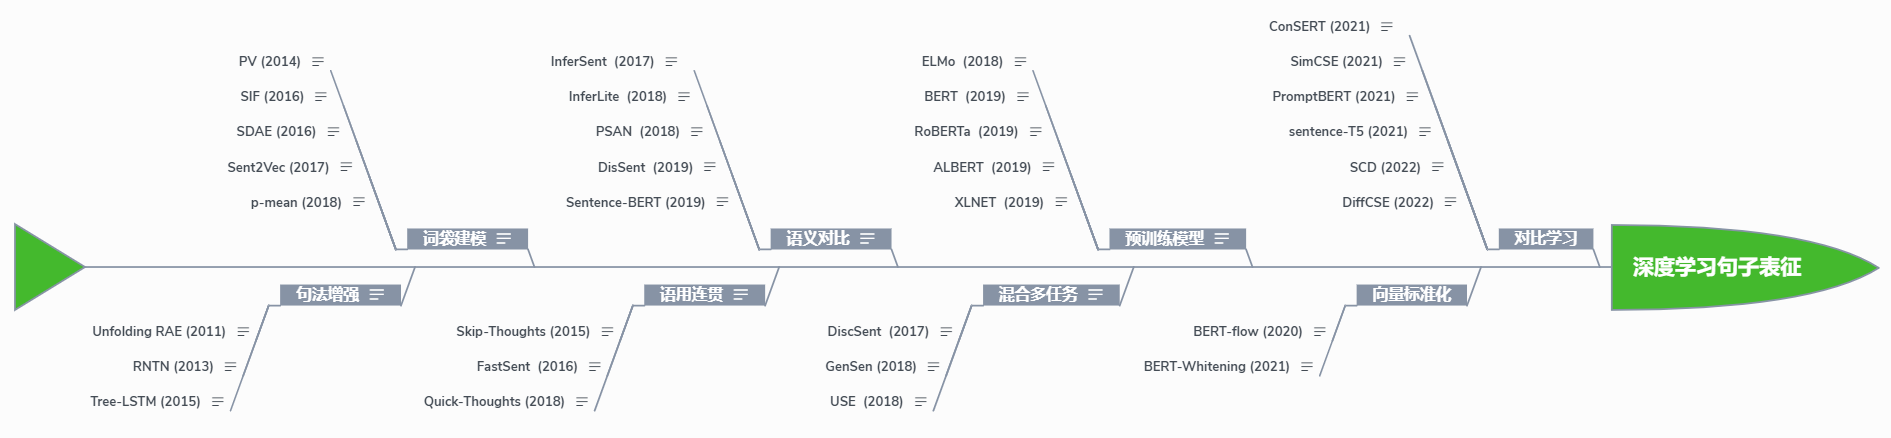 PV (2014)
SIF (2016)
SDAE (2016)
Sent2Vec (2017)
p-mean (2018)
词袋建模
InferSent (2017)
InferLite (2018)
PSAN (2018)
DisSent (2019)
Sentence-BERT (2019)
语义对比
ELMo (2018)
BERT (2019)
RoBERTa (2019)
ALBERT (2019)
XLNET (2019)
预训练模型
ConSERT (2021)
SimCSE (2021)
PromptBERT (2021)
sentence-T5 (2021)
SCD (2022)
DiffCSE (2022)
对比学习
深度学习句子表征
句法增强
Unfolding RAE (2011)
RNTN (2013)
Tree-LSTM (2015)
语用连贯
Skip-Thoughts (2015)
FastSent (2016)
Quick-Thoughts (2018)
混合多任务
DiscSent (2017)
GenSen (2018)
USE (2018)
向量标准化
BERT-flow (2020)
BERT-Whitening (2021)